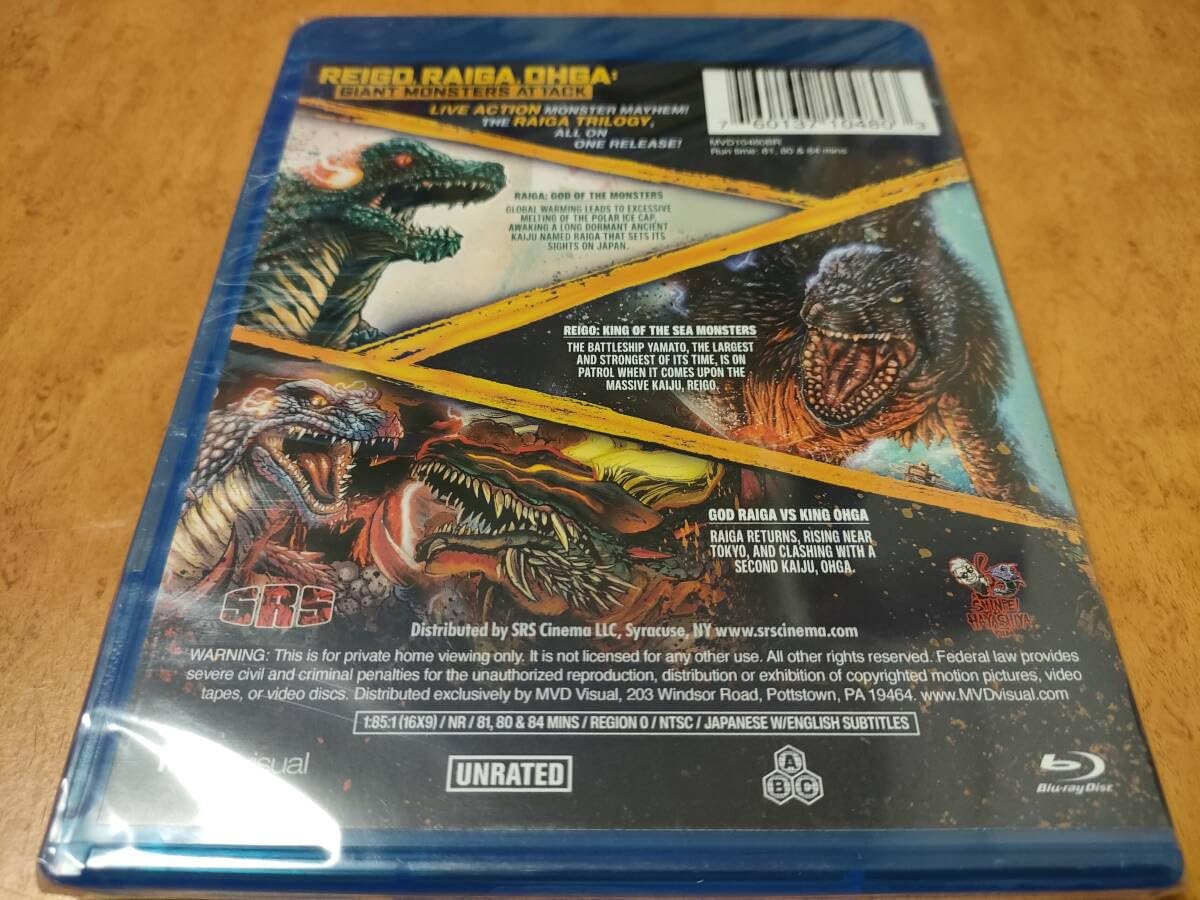 REIGO, RAIGA, OHGA:
GIANT MONSTERS ATTACK
LIVE ACTION MONSTER MAYHEM!
THE RAIGA TRILOGY,
ALL ON
ONE RELEASE!
7 60137 10480 3
MVD10480BR
Run time: 81, 80 & 84 mins
RAIGA: GOD OF THE MONSTERS
GLOBAL WARMING LEADS TO EXCESSIVE
MELTING OF THE POLAR ICE CAP,
AWAKING A LONG DORMANT ANCIENT
KAIJU NAMED RAIGA THAT SETS ITS
SIGHTS ON JAPAN.
REIGO: KING OF THE SEA MONSTERS
THE BATTLESHIP YAMATO, THE LARGEST
AND STRONGEST OF ITS TIME, IS ON
PATROL WHEN IT COMES UPON THE
MASSIVE KAIJU, REIGO.
GOD RAIGA VS KING OHGA
RAIGA RETURNS, RISING NEAR
TOKYO, AND CLASHING WITH A
SECOND KAIJU, OHGA.
SRS
SHINPEI
HAYASHIYA
FILM
Distributed by SRS Cinema LLC, Syracuse, NY www.srscinema.com
WARNING: This is for private home viewing only. It is not licensed for any other use. All other rights reserved. Federal law provides
severe civil and criminal penalties for the unauthorized reproduction, distribution or exhibition of copyrighted motion pictures, video
tapes, or video discs. Distributed exclusively by MVD Visual, 203 Windsor Road, Pottstown, PA 19464, www.MVDvisual.com
1:85:1 (16X9) / NR / 81, 80 & 84 MINS / REGION 0 / NTSC / JAPANESE W/ENGLISH SUBTITLES
UNRATED
A
B C
Blu-ray Disc